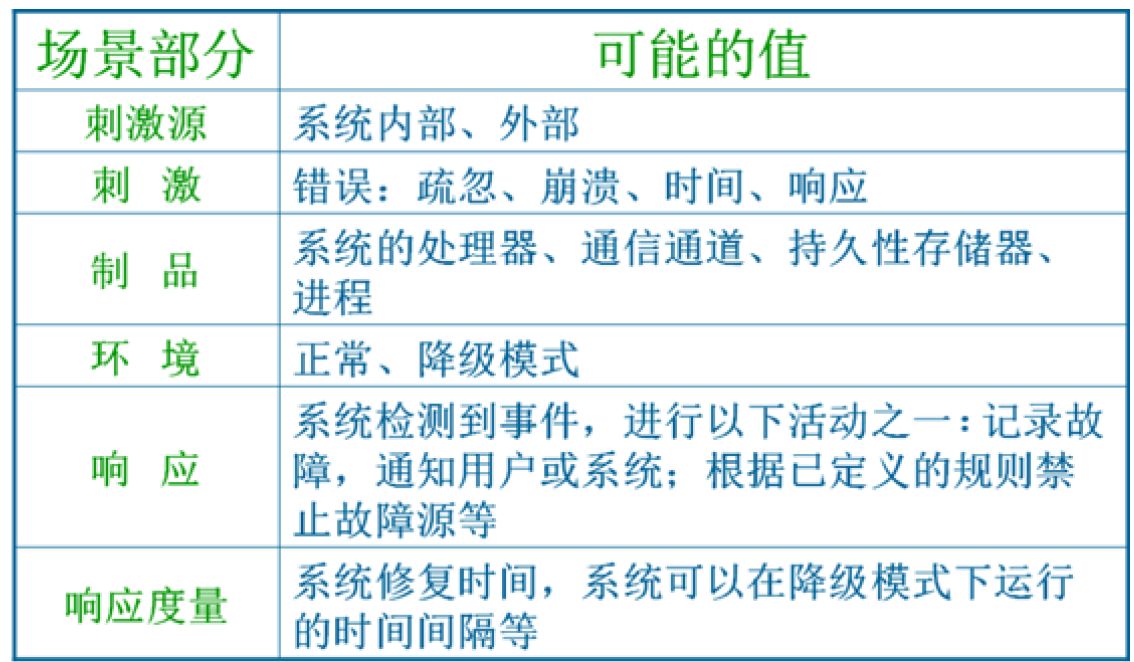 场景部分 可能的值
刺激源 系统内部、外部
刺 激 错误：疏忽、崩溃、时间、响应
制 品 系统的处理器、通信通道、持久性存储器、
进程
环 境 正常、降级模式
响 应 系统检测到事件，进行以下活动之一：记录故
障，通知用户或系统；根据已定义的规则禁
止故障源等
响应度量 系统修复时间，系统可以在降级模式下运行
的时间间隔等